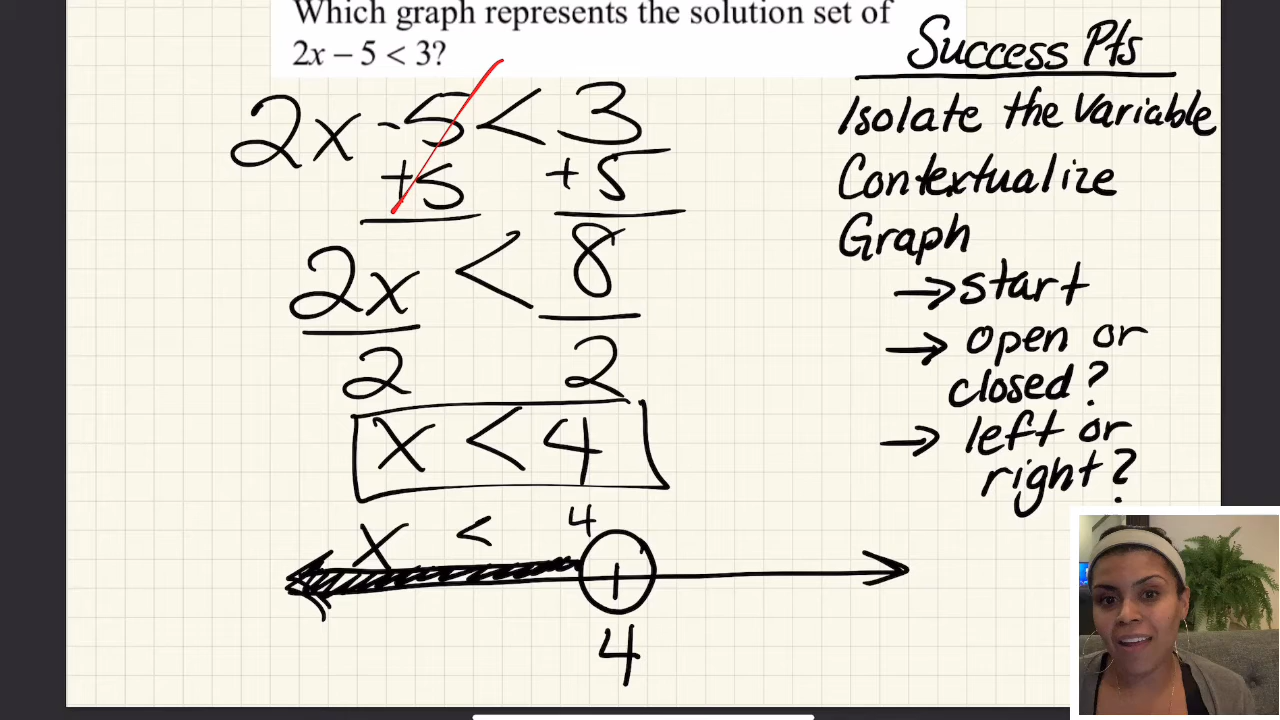 Which graph represents the solution set of
2x − 5 < 3?
2x -5 < 3
+5 +5
2x < 8
2 2
x < 4
x < 4
4
Success Pts
Isolate the Variable
Contextualize
Graph
→ start
→ open or
closed?
→ left or
right?